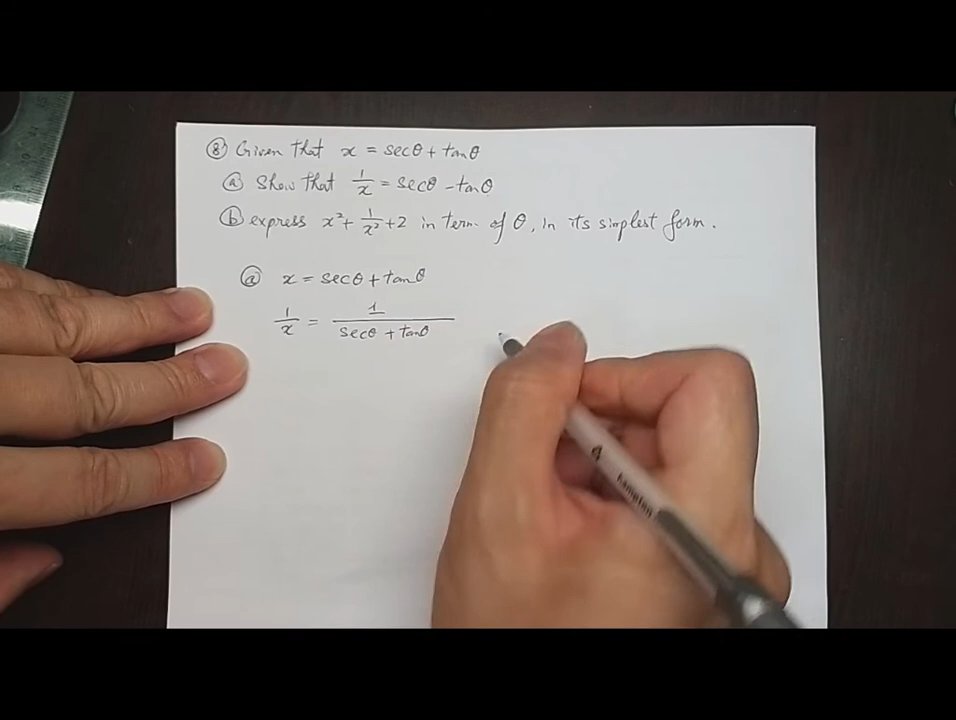 ⑧ Given that x = secθ + tanθ
ⓐ Show that 1/x = secθ - tanθ
ⓑ express x² + 1/x² + 2 in term of θ, in its simplest form.
ⓐ x = secθ + tanθ
1/x = 1/(secθ + tanθ)
hampton